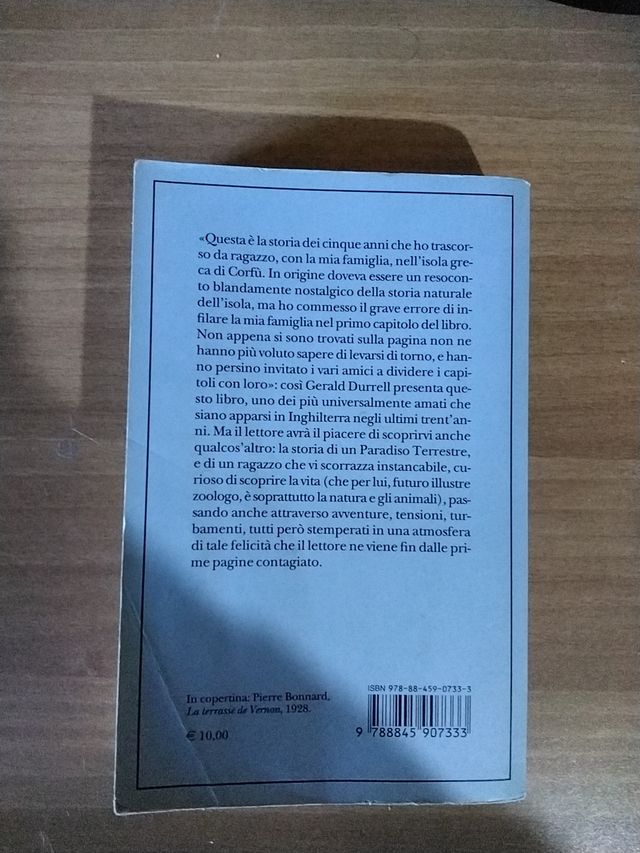 «Questa è la storia dei cinque anni che ho trascor-
so da ragazzo, con la mia famiglia, nell'isola gre-
ca di Corfù. In origine doveva essere un resocon-
to blandamente nostalgico della storia naturale
dell'isola, ma ho commesso il grave errore di in-
filare la mia famiglia nel primo capitolo del libro.
Non appena si sono trovati sulla pagina non ne
hanno più voluto sapere di levarsi di torno, e han-
no persino invitato i vari amici a dividere i capi-
toli con loro»: così Gerald Durrell presenta que-
sto libro, uno dei più universalmente amati che
siano apparsi in Inghilterra negli ultimi trent'an-
ni. Ma il lettore avrà il piacere di scoprirvi anche
qualcos'altro: la storia di un Paradiso Terrestre,
e di un ragazzo che vi scorrazza instancabile, cu-
rioso di scoprire la vita (che per lui, futuro illustre
zoologo, è soprattutto la natura e gli animali), pas-
sando anche attraverso avventure, tensioni, tur-
bamenti, tutti però stemperati in una atmosfera
di tale felicità che il lettore ne viene fin dalle pri-
me pagine contagiato.
In copertina: Pierre Bonnard,
La terrasse de Vernon, 1928.
€ 10,00
ISBN 978-88-459-0733-3
9 788845 907333